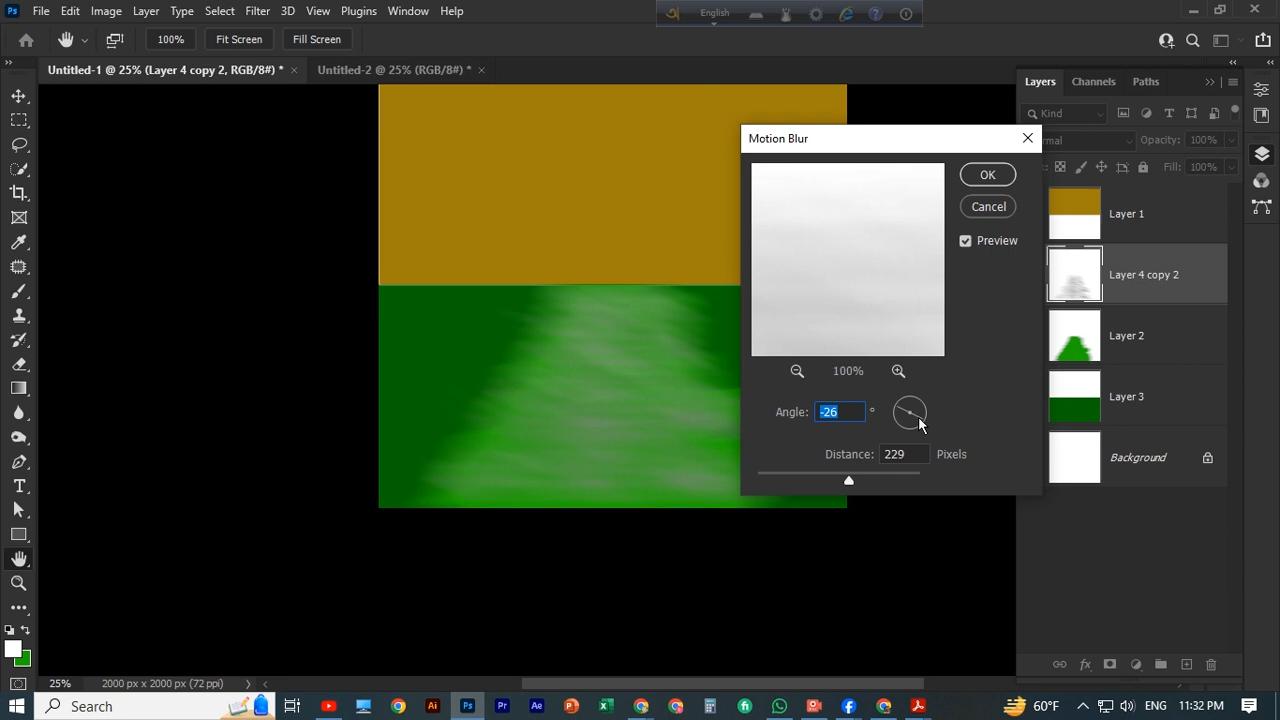 File Edit Image Layer Type Select Filter 3D View Plugins Window Help
English
100% Fit Screen Fill Screen
Untitled-1 @ 25% (Layer 4 copy 2, RGB/8#) * Untitled-2 @ 25% (RGB/8#) *
Layers Channels Paths
Kind
Motion Blur
rmal Opacity: 100%
Fill: 100%
OK
Cancel
Preview
Layer 1
Layer 4 copy 2
Layer 2
Layer 3
Background
100%
Angle: -26 °
Distance: 229 Pixels
25% 2000 px x 2000 px (72 ppi)
Search
60°F
ENG 11:32 PM